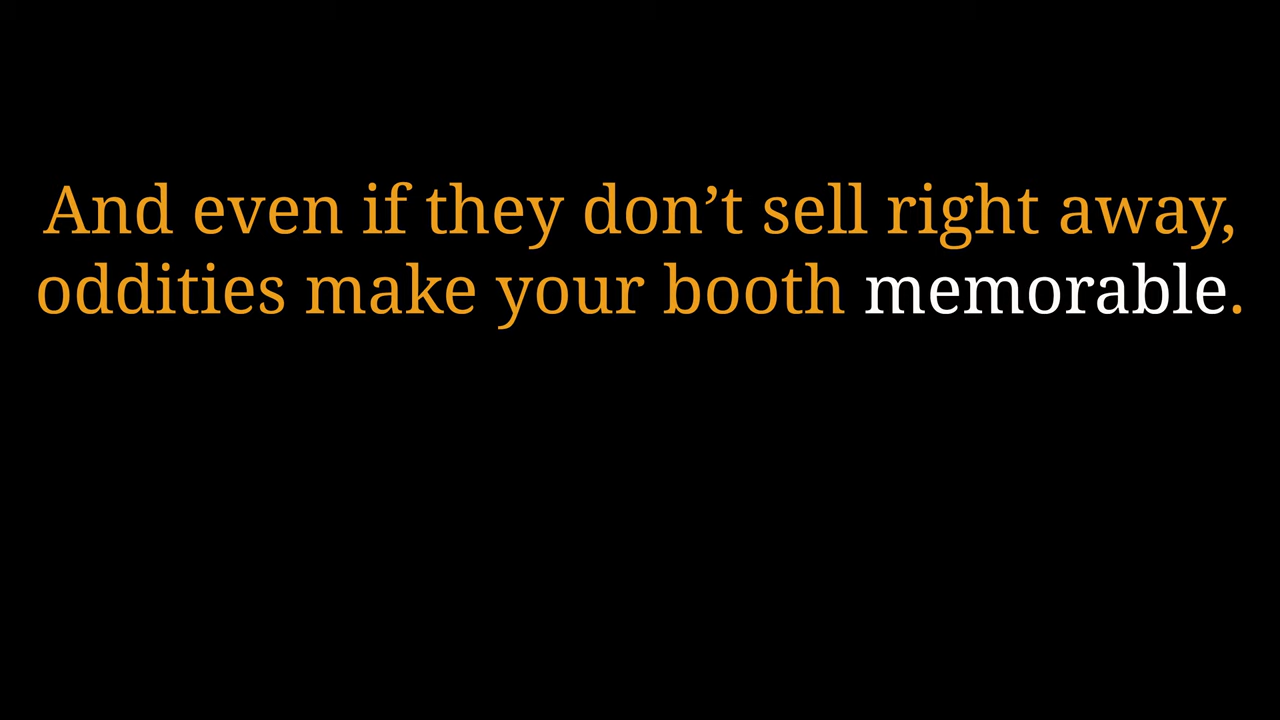 And even if they don’t sell right away,
oddities make your booth memorable.